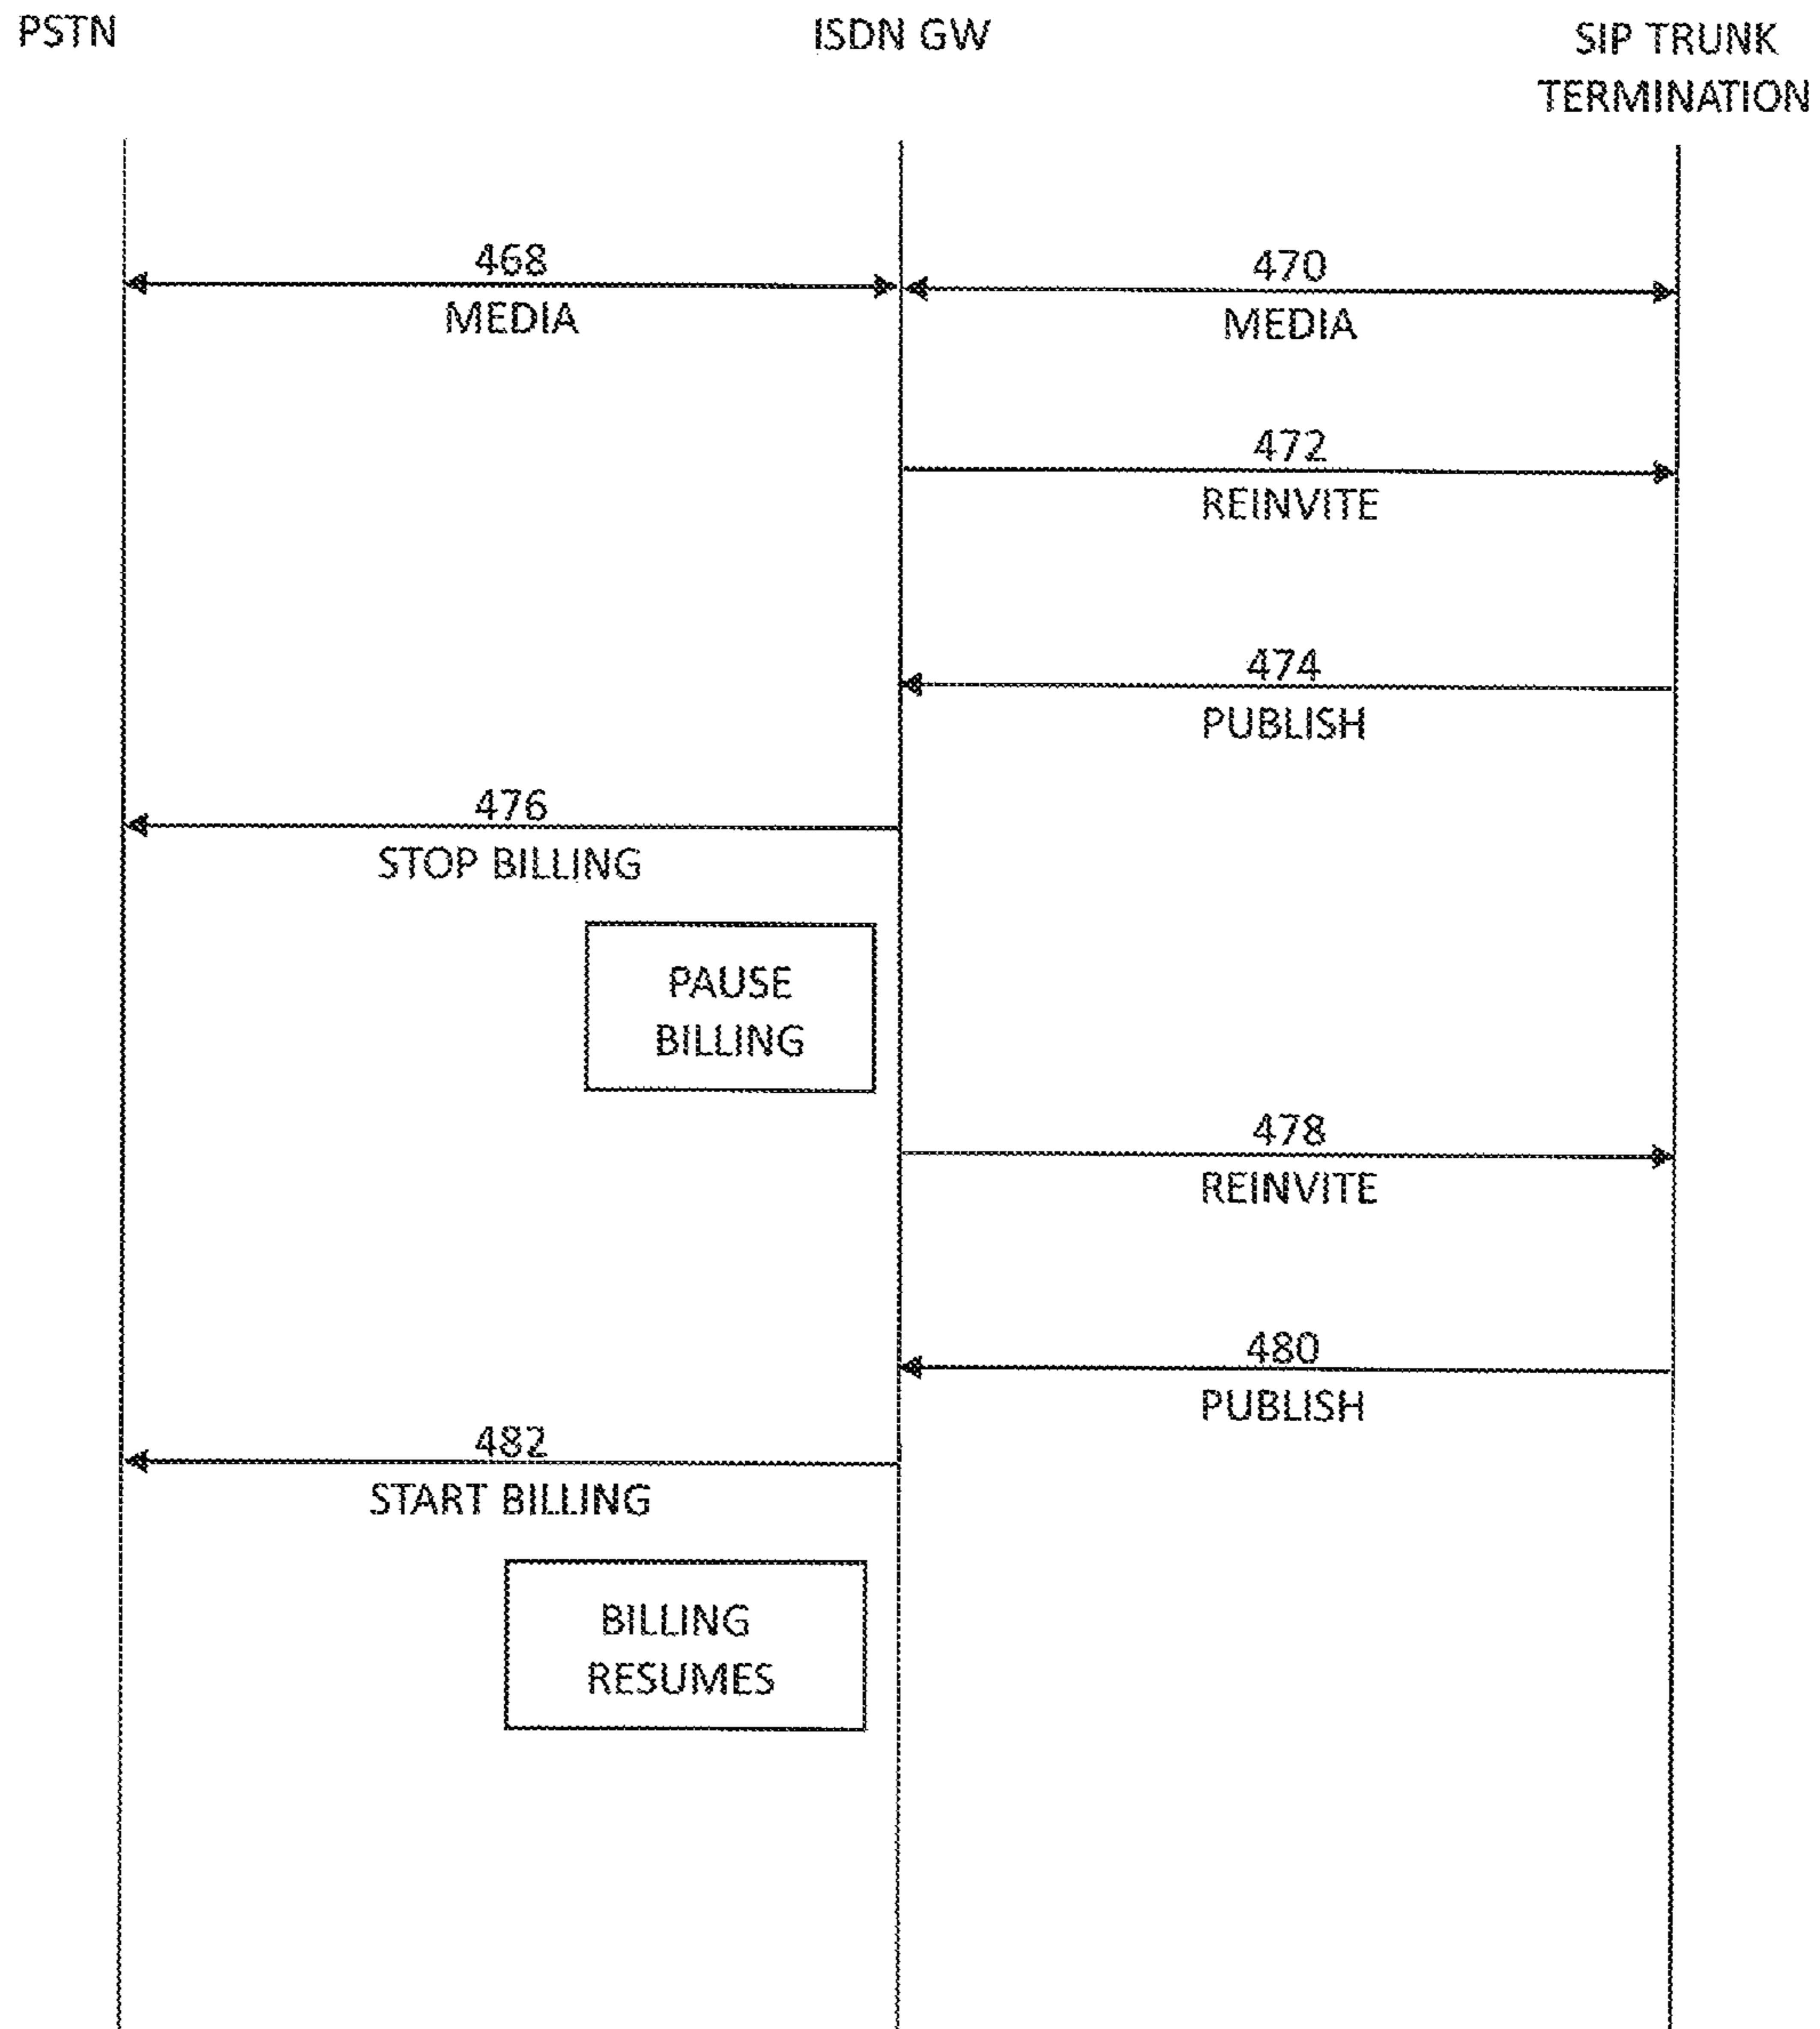 PSTN
ISDN GW
SIP TRUNK
TERMINATION
468
MEDIA
470
MEDIA
472
REINVITE
474
PUBLISH
476
STOP BILLING
PAUSE
BILLING
478
REINVITE
480
PUBLISH
482
START BILLING
BILLING
RESUMES